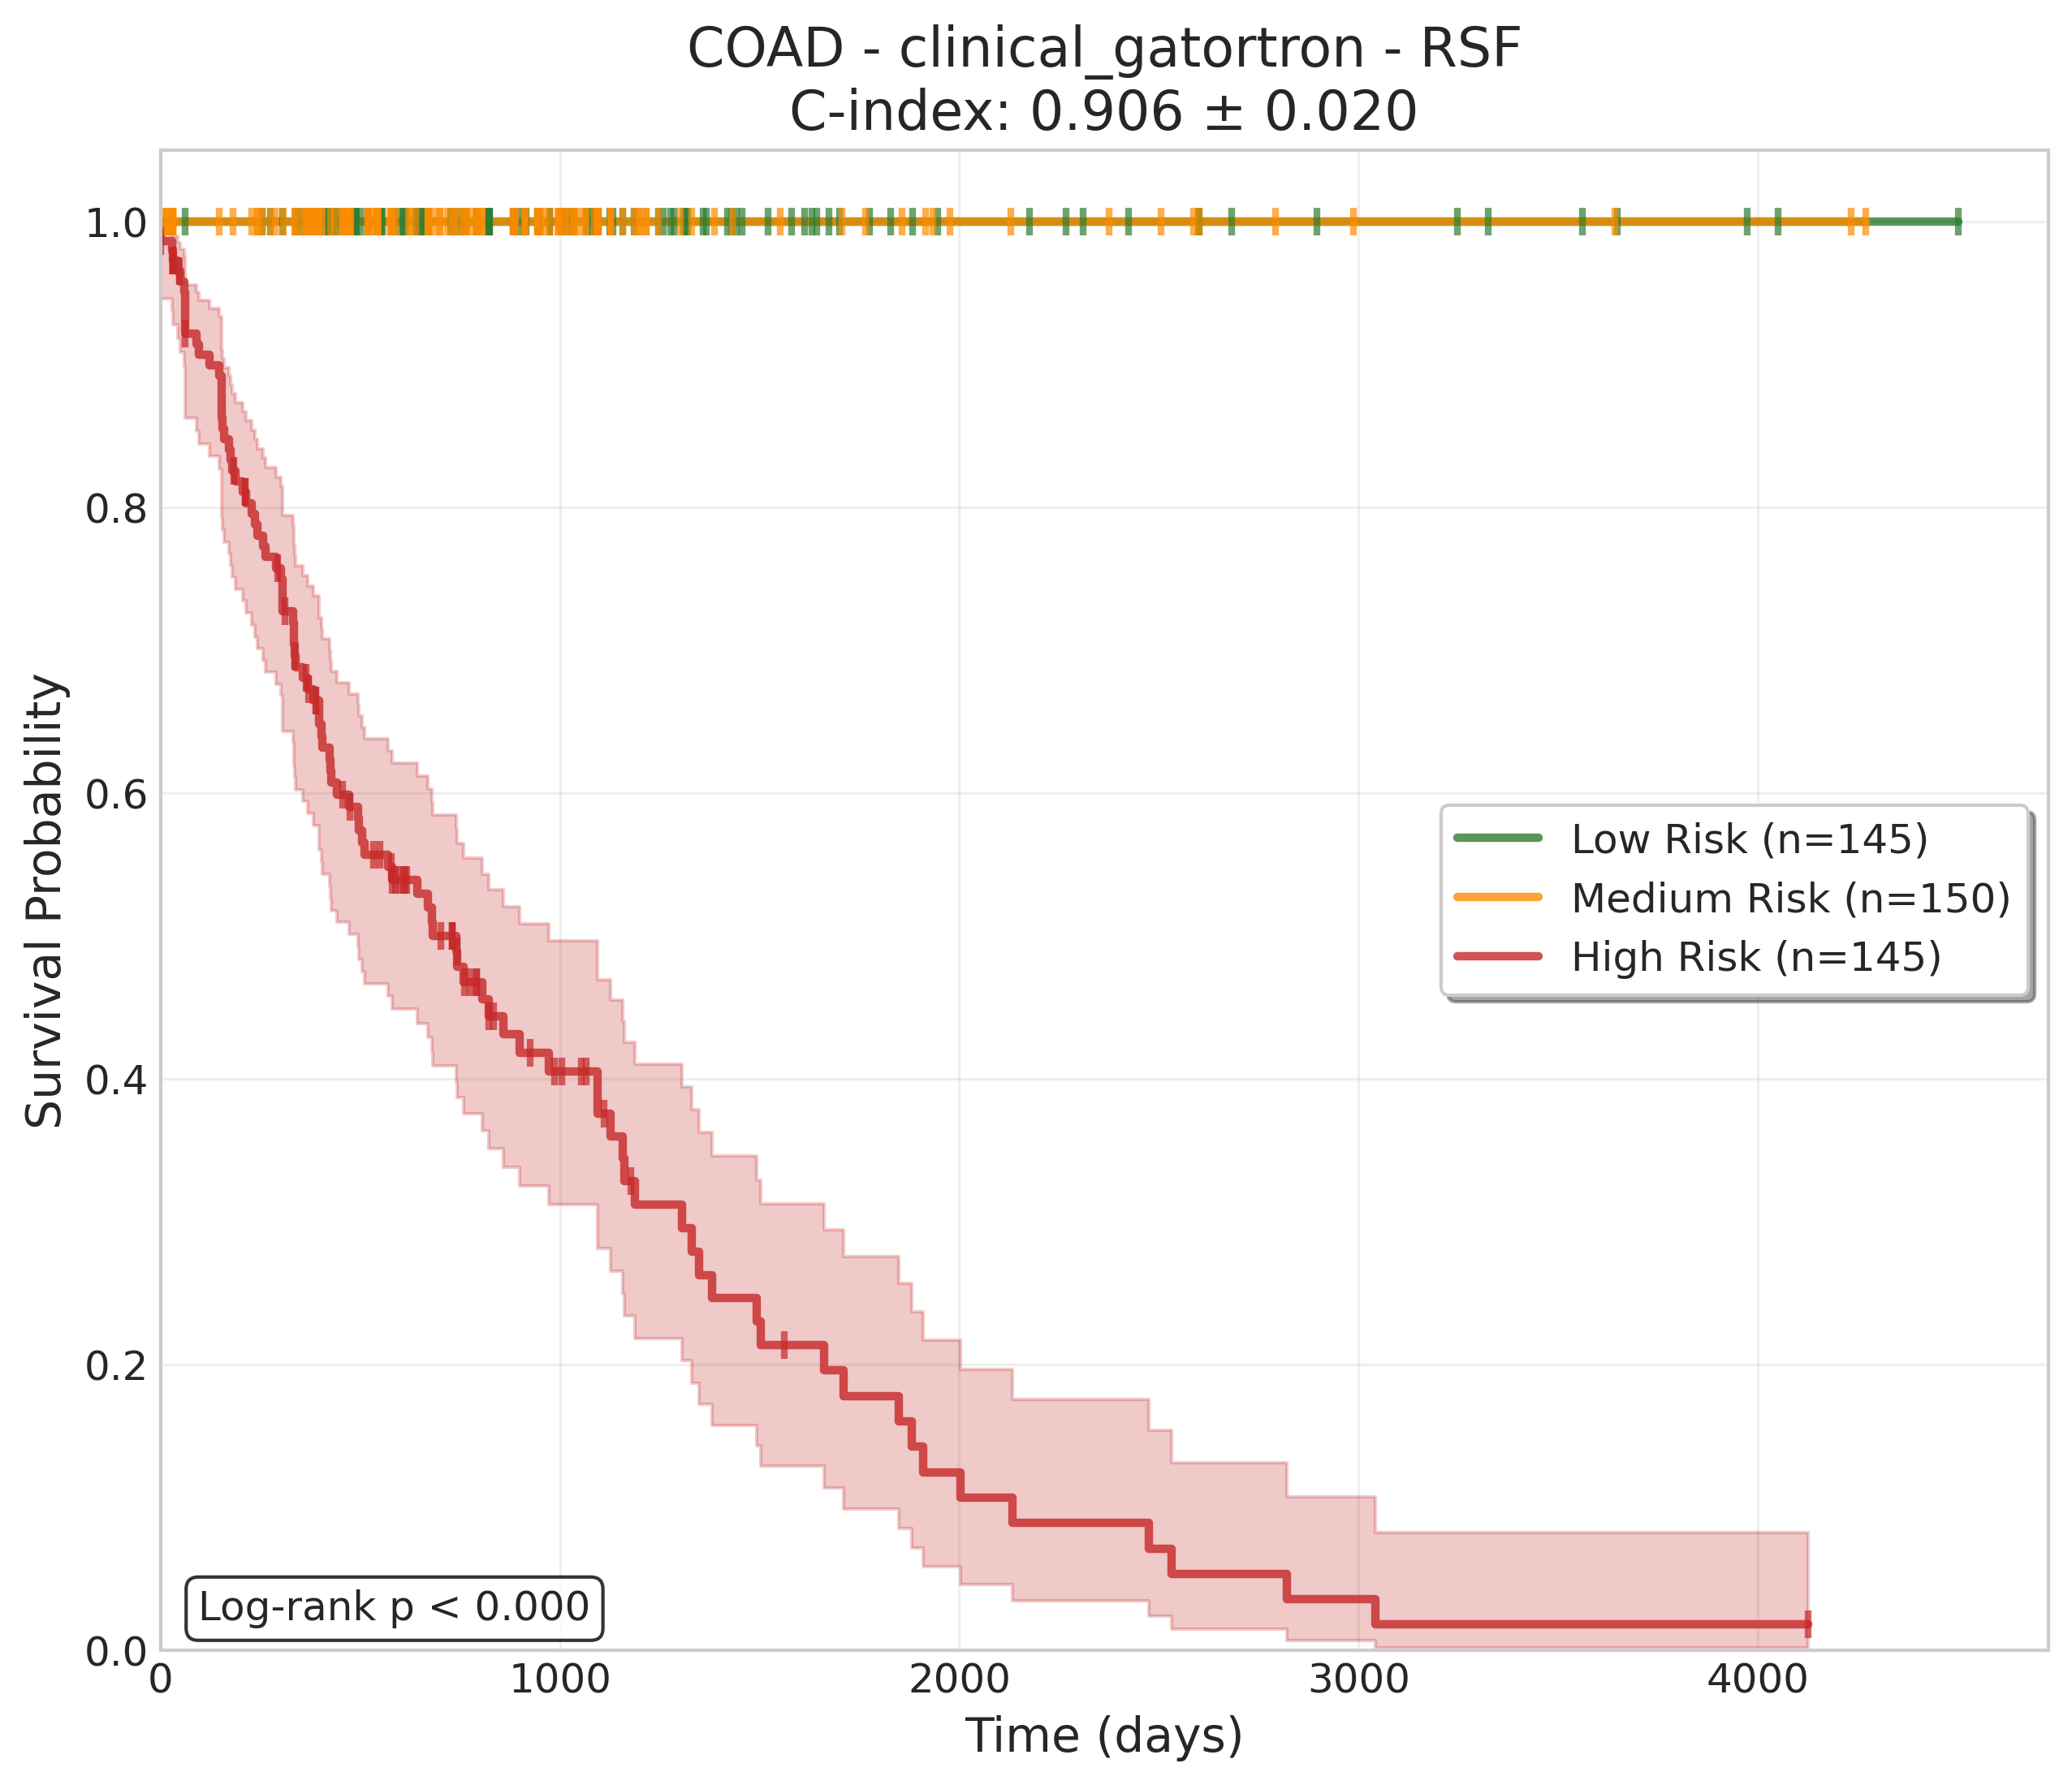 COAD - clinical_gatortron - RSF
C-index: 0.906 ± 0.020
Survival Probability
1.0
0.8
0.6
0.4
0.2
0.0
Low Risk (n=145)
Medium Risk (n=150)
High Risk (n=145)
Log-rank p < 0.000
0
1000
2000
3000
4000
Time (days)